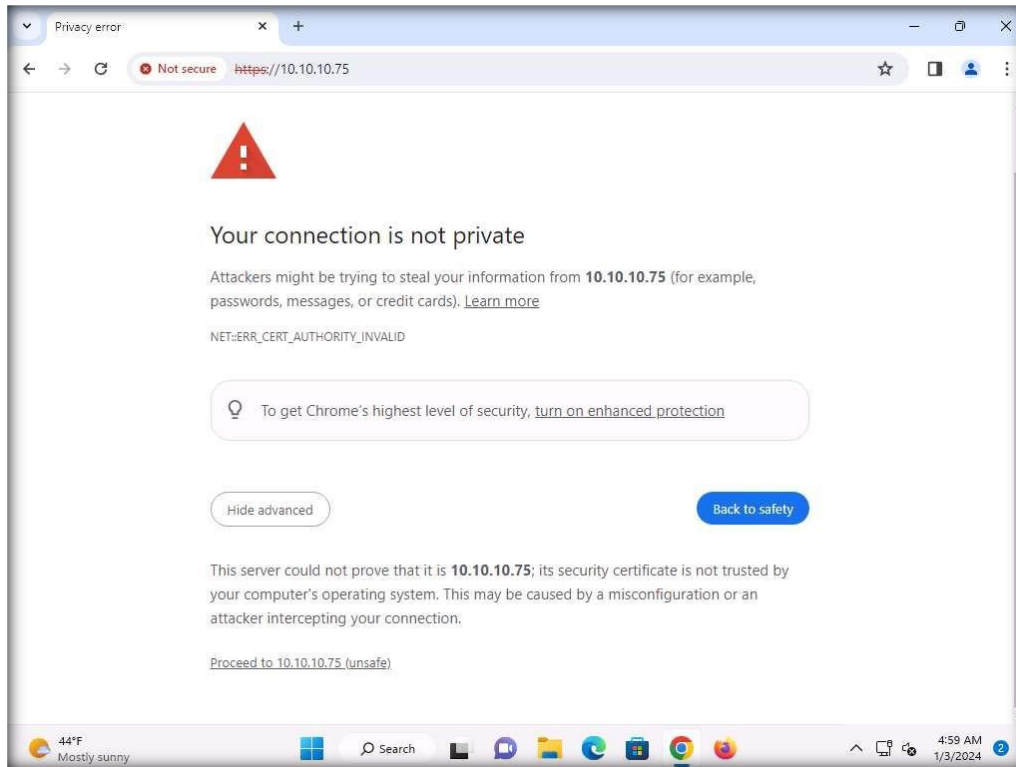 Privacy error
Not secure https://10.10.10.75
Your connection is not private
Attackers might be trying to steal your information from 10.10.10.75 (for example,
passwords, messages, or credit cards). Learn more
NET::ERR_CERT_AUTHORITY_INVALID
To get Chrome's highest level of security, turn on enhanced protection
Hide advanced Back to safety
This server could not prove that it is 10.10.10.75; its security certificate is not trusted by
your computer's operating system. This may be caused by a misconfiguration or an
attacker intercepting your connection.
Proceed to 10.10.10.75 (unsafe)
44°F
Mostly sunny
Search
4:59 AM
1/3/2024
2